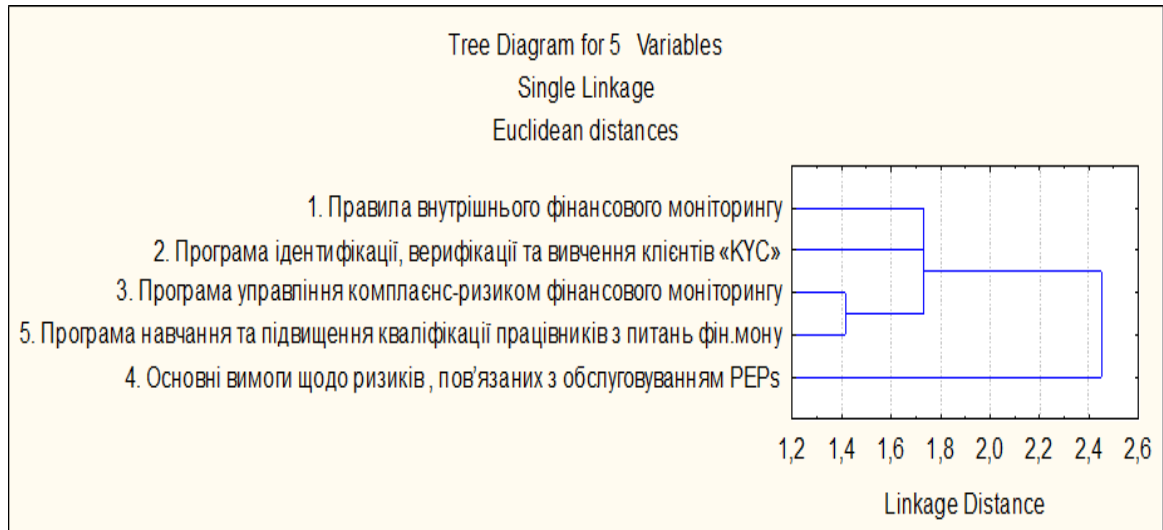 Tree Diagram for 5 Variables
Single Linkage
Euclidean distances
1. Правила внутрішнього фінансового моніторингу
2. Програма ідентифікації, верифікації та вивчення клієнтів «KYC»
3. Програма управління комплаєнс-ризиком фінансового моніторингу
5. Програма навчання та підвищення кваліфікації працівників з питань фін.мону
4. Основні вимоги щодо ризиків , пов’язаних з обслуговуванням PEPs
1,2 1,4 1,6 1,8 2,0 2,2 2,4 2,6
Linkage Distance